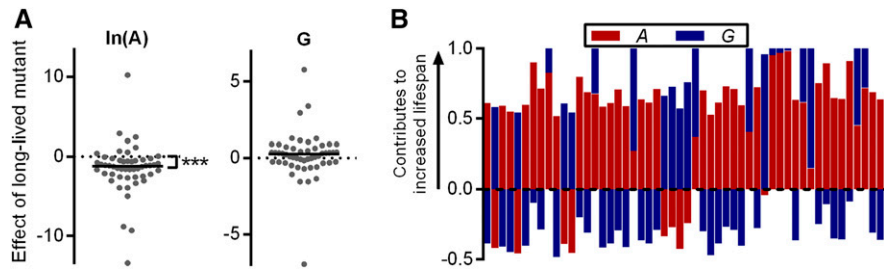 A
Effect of long-lived mutant
ln(A)
10
0
-10
***
G
5
0
-5
B
A G
Contributes to
increased lifespan
1.0
0.5
0.0
-0.5